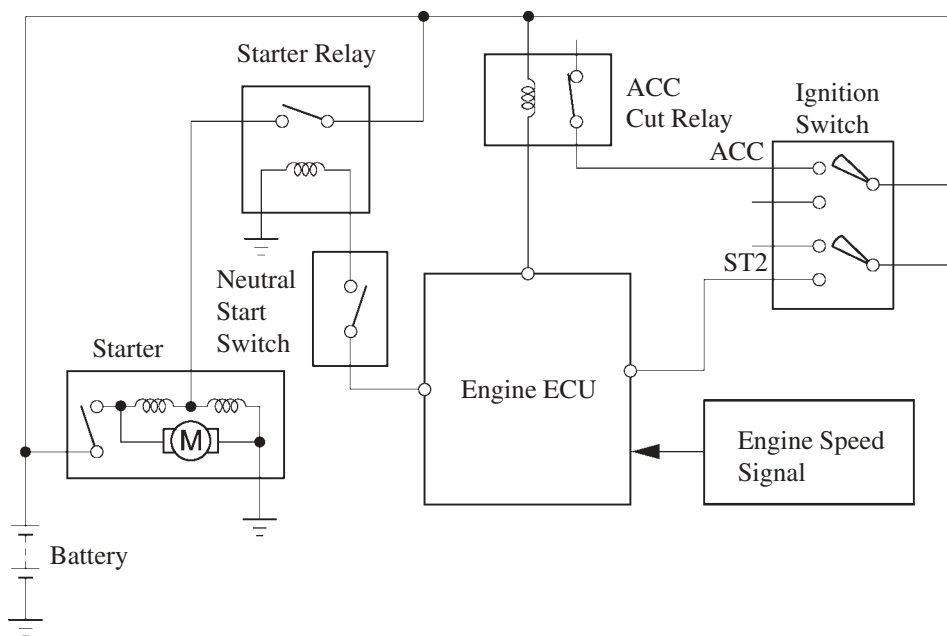 Starter Relay
ACC
Cut Relay
Ignition
Switch
ACC
ST2
Neutral
Start
Switch
Starter
M
Engine ECU
Engine Speed
Signal
Battery